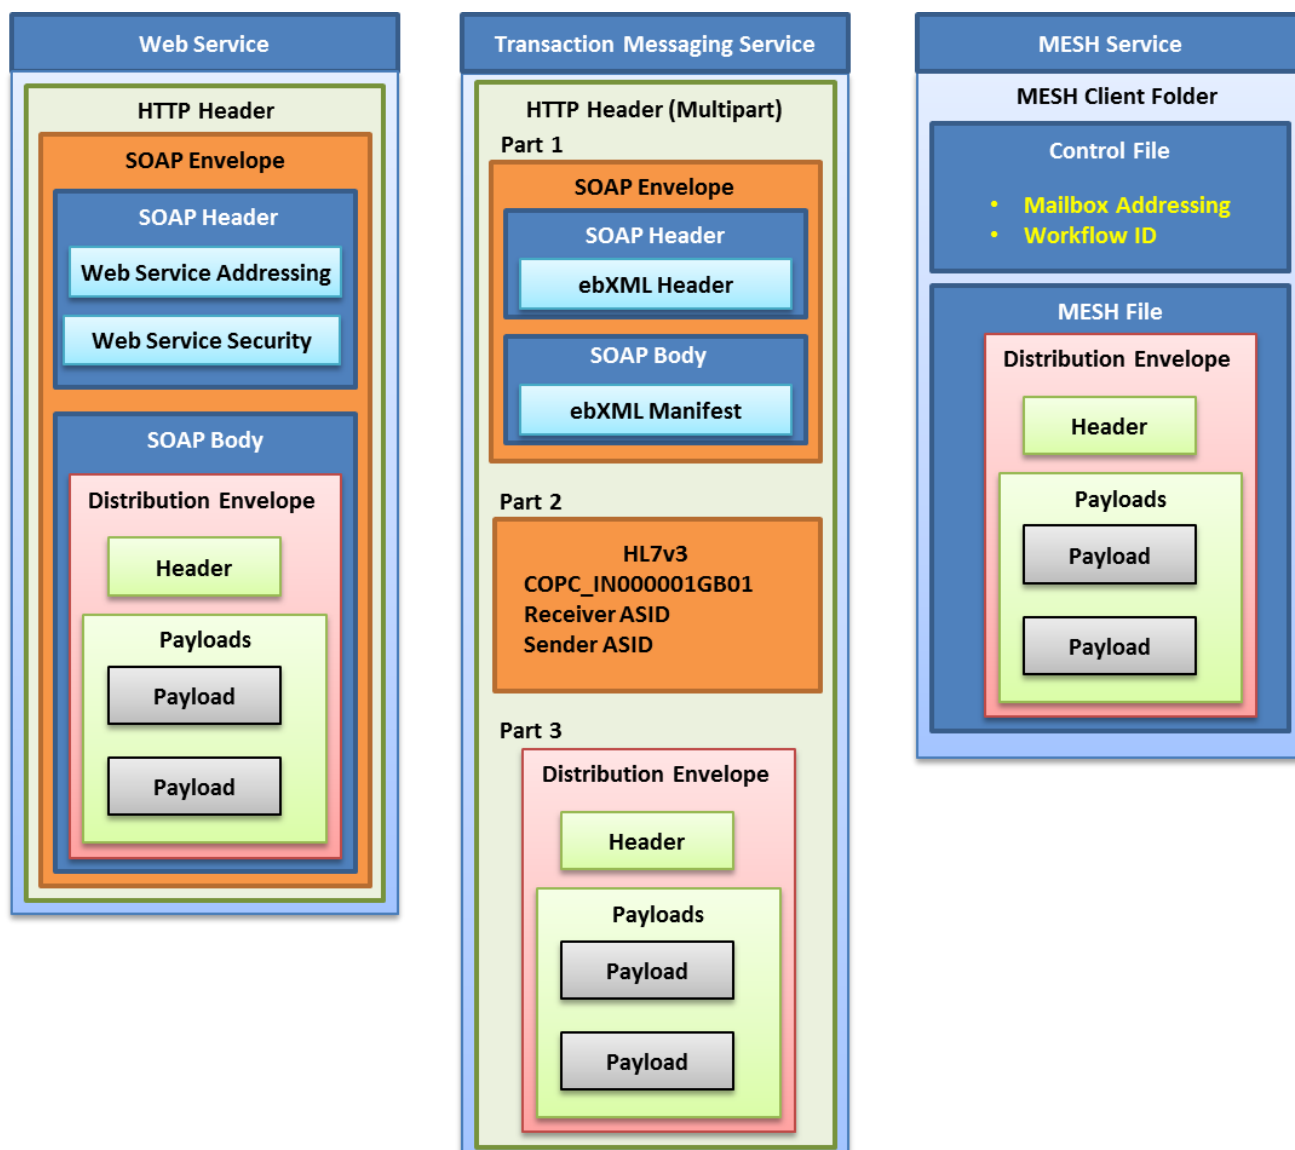 Web Service
HTTP Header
SOAP Envelope
SOAP Header
Web Service Addressing
Web Service Security
SOAP Body
Distribution Envelope
Header
Payloads
Payload
Payload
Transaction Messaging Service
HTTP Header (Multipart)
Part 1
SOAP Envelope
SOAP Header
ebXML Header
SOAP Body
ebXML Manifest
Part 2
HL7v3
COPC_IN000001GB01
Receiver ASID
Sender ASID
Part 3
Distribution Envelope
Header
Payloads
Payload
Payload
MESH Service
MESH Client Folder
Control File
• Mailbox Addressing
• Workflow ID
MESH File
Distribution Envelope
Header
Payloads
Payload
Payload